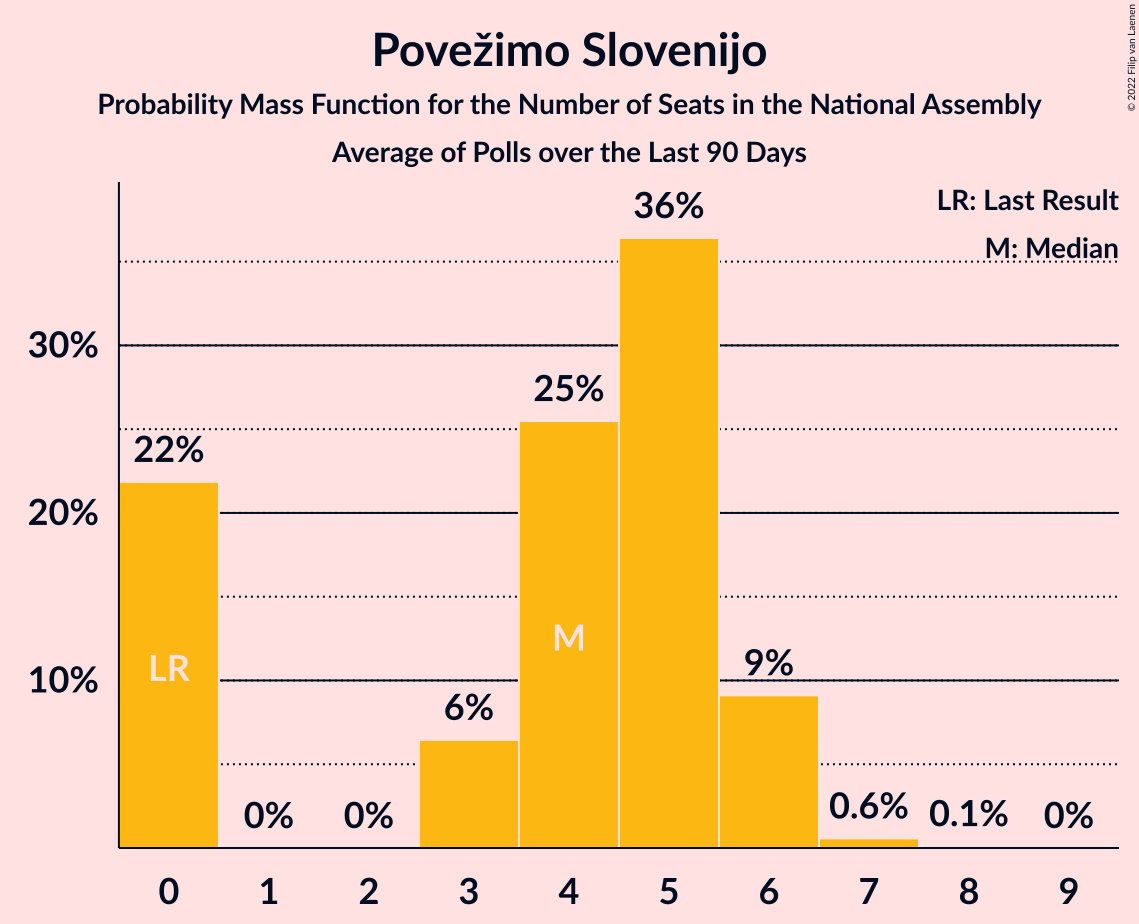 Povežimo Slovenijo
Probability Mass Function for the Number of Seats in the National Assembly
Average of Polls over the Last 90 Days
© 2022 Filip van Laenen
LR: Last Result
M: Median
36%
30%
25%
22%
20%
M
LR
10%
9%
6%
0%
0%
0.6%
0.1%
0%
0 1 2 3 4 5 6 7 8 9